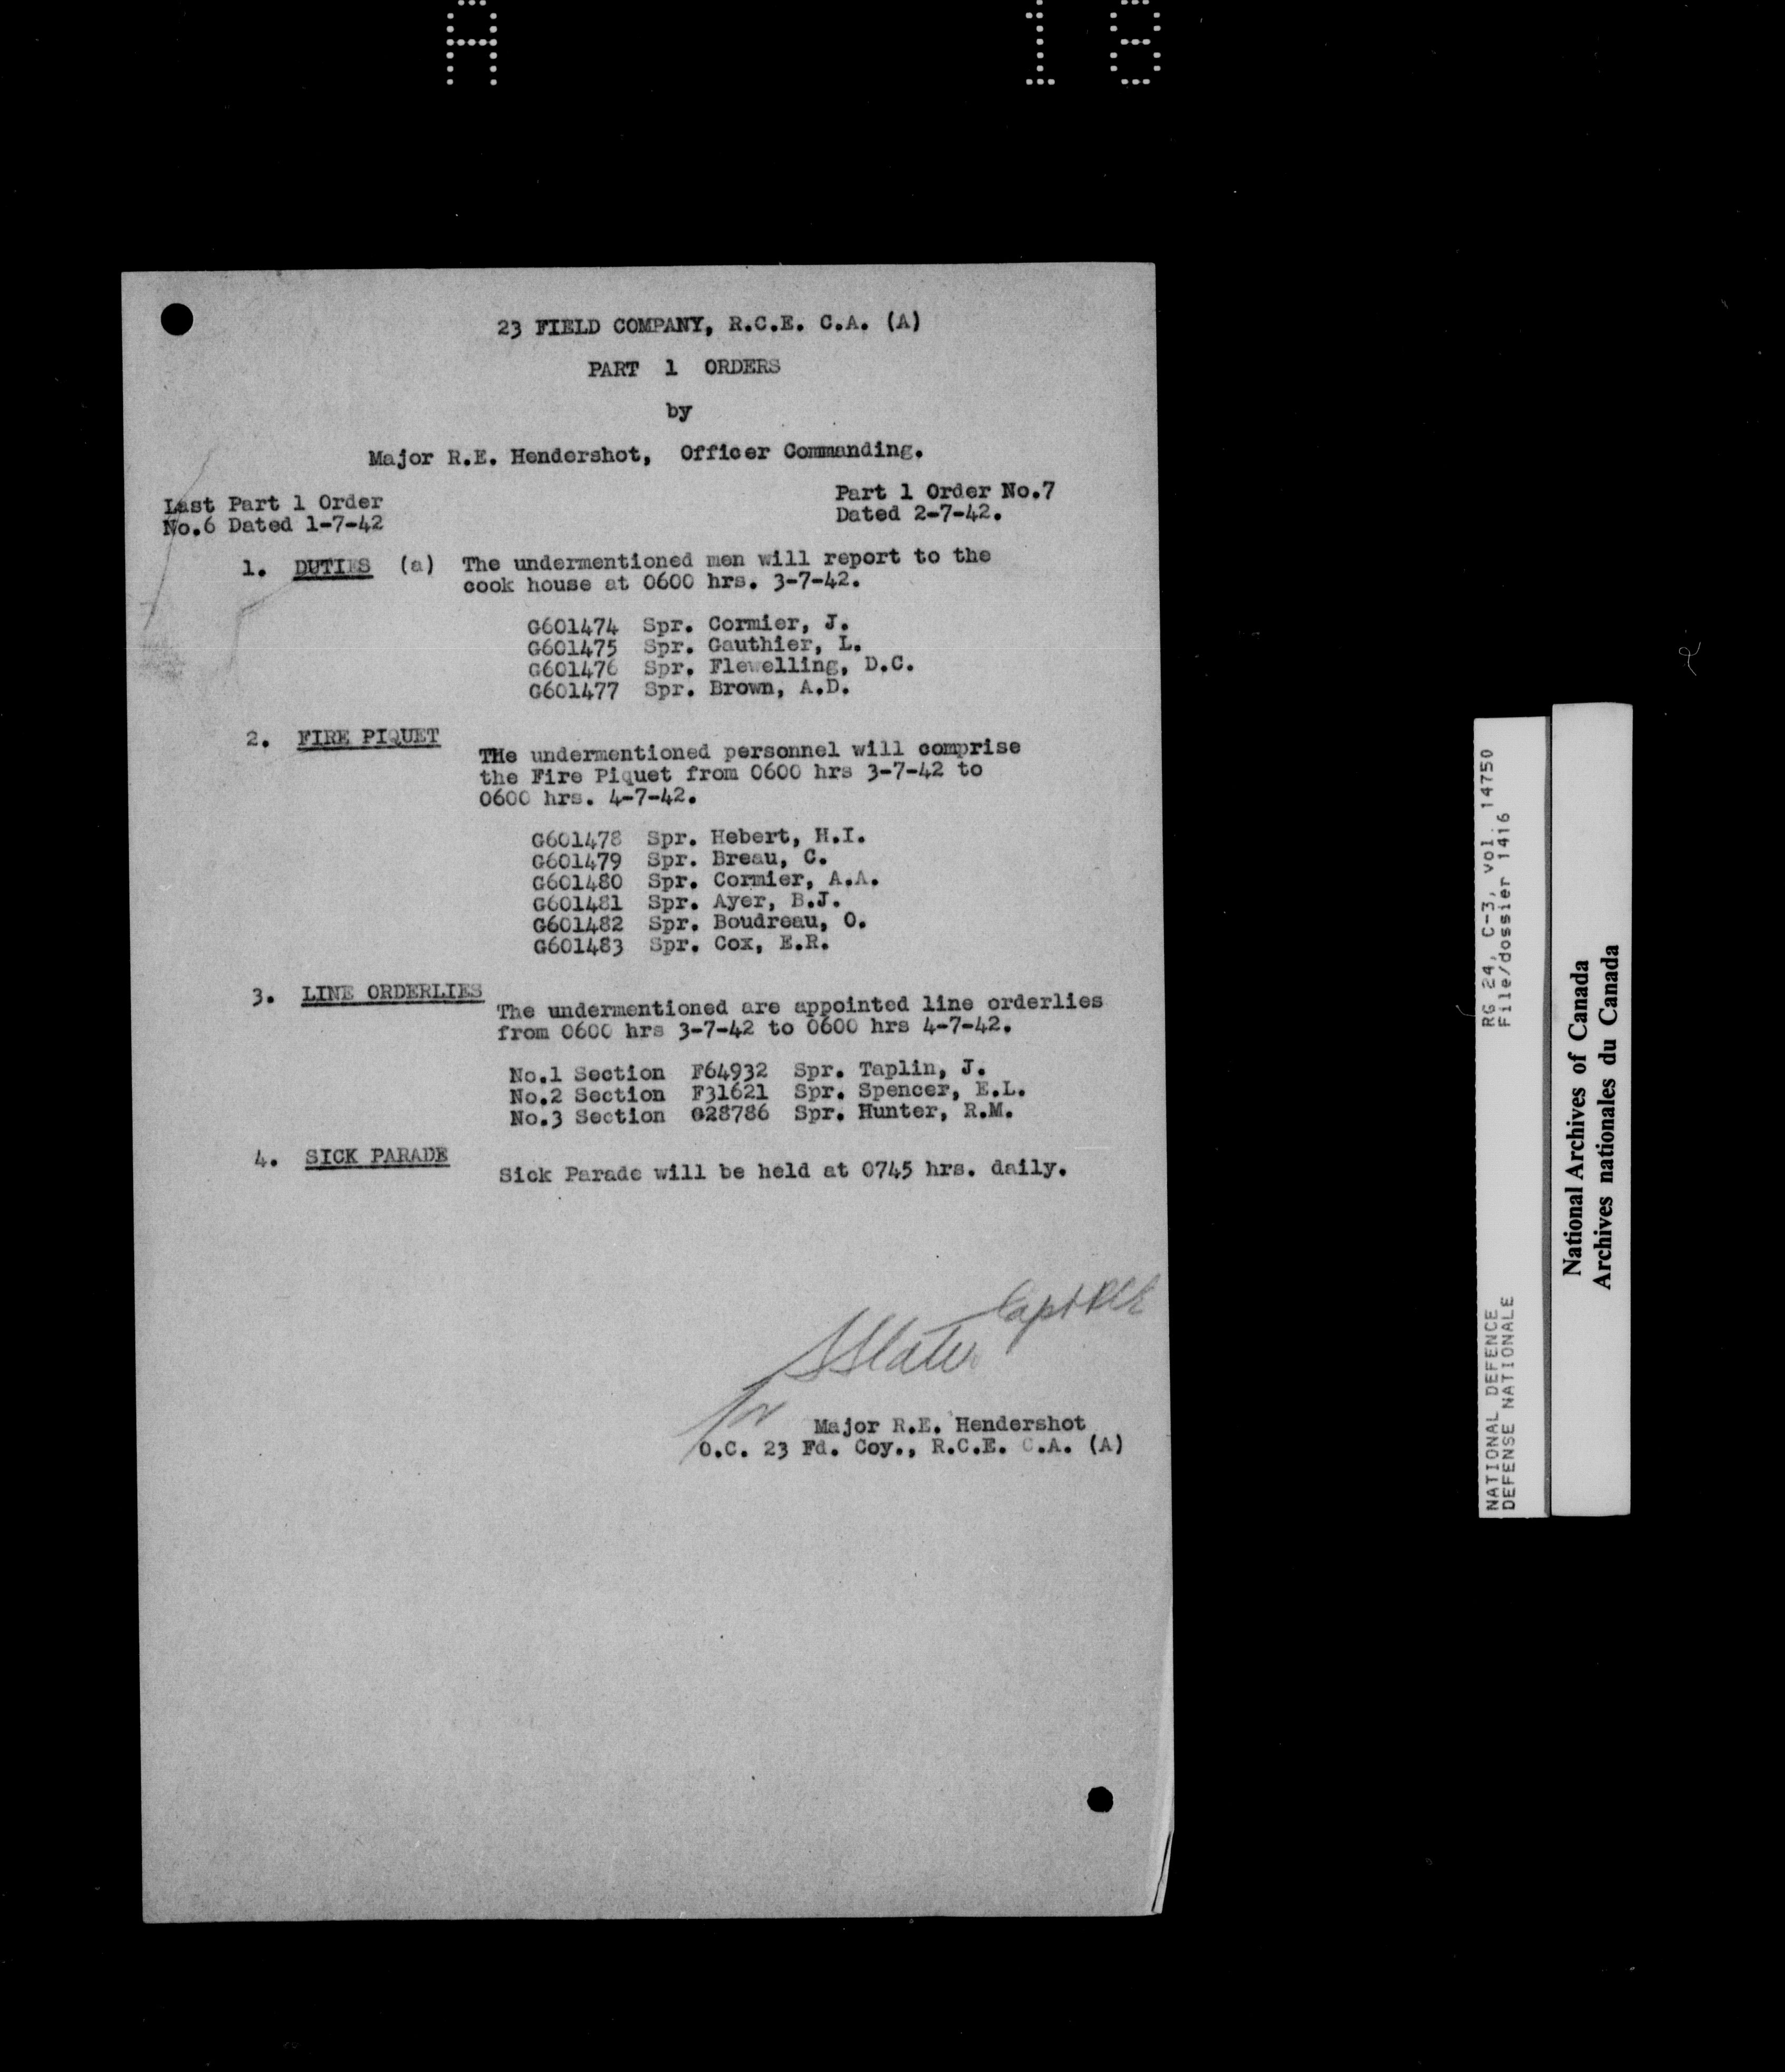 A 18
23 FIELD COMPANY, R.C.E. C.A. (A)
PART 1 ORDERS
by
Major R.E. Hendershot, Officer Commanding.
Last Part 1 Order
No.6 Dated 1-7-42
Part 1 Order No.7
Dated 2-7-42.
1. DUTIES (a) The undermentioned men will report to the
cook house at 0600 hrs. 3-7-42.
G601474 Spr. Cormier, J.
G601475 Spr. Gauthier, L.
G601476 Spr. Flewelling, D.C.
G601477 Spr. Brown, A.D.
2. FIRE PIQUET
THe undermentioned personnel will comprise
the Fire Piquet from 0600 hrs 3-7-42 to
0600 hrs. 4-7-42.
G601478 Spr. Hebert, H.I.
G601479 Spr. Breau, C.
G601480 Spr. Cormier, A.A.
G601481 Spr. Ayer, B.J.
G601482 Spr. Boudreau, O.
G601483 Spr. Cox, E.R.
3. LINE ORDERLIES
The undermentioned are appointed line orderlies
from 0600 hrs 3-7-42 to 0600 hrs 4-7-42.
No.1 Section F64932 Spr. Taplin, J.
No.2 Section F31621 Spr. Spencer, E.L.
No.3 Section G28786 Spr. Hunter, R.M.
4. SICK PARADE
Sick Parade will be held at 0745 hrs. daily.
Capt RCE
for
Major R.E. Hendershot
O.C. 23 Fd. Coy., R.C.E. C.A. (A)
NATIONAL DEFENCE RG 24, C-3, vol. 14750
DEFENSE NATIONALE File/dossier 1416
National Archives of Canada
Archives nationales du Canada